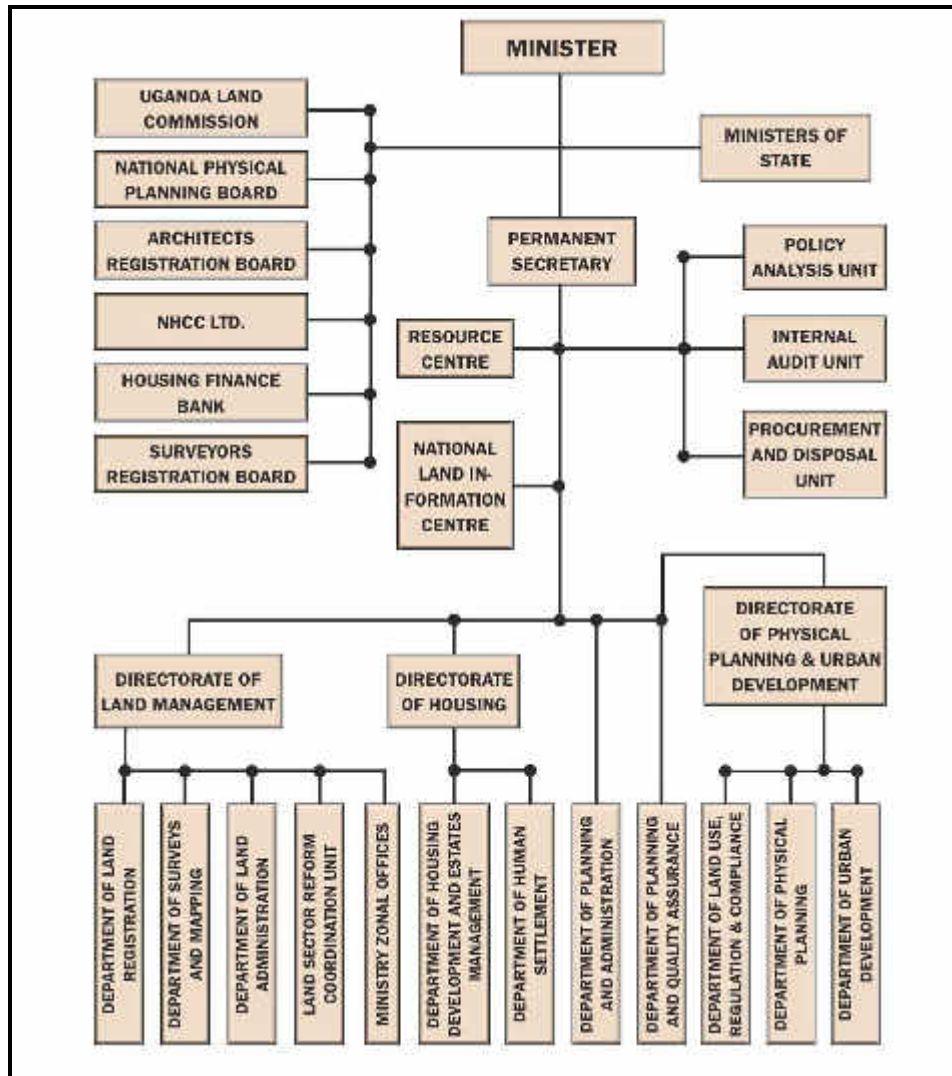 MINISTER
UGANDA LAND
COMMISSION
MINISTERS OF
STATE
NATIONAL PHYSICAL
PLANNING BOARD
ARCHITECTS
REGISTRATION BOARD
PERMANENT
SECRETARY
POLICY
ANALYSIS UNIT
NHCC LTD.
RESOURCE
CENTRE
INTERNAL
AUDIT UNIT
HOUSING FINANCE
BANK
SURVEYORS
REGISTRATION BOARD
NATIONAL
LAND IN-
FORMATION
CENTRE
PROCUREMENT
AND DISPOSAL
UNIT
DIRECTORATE OF
LAND MANAGEMENT
DIRECTORATE
OF HOUSING
DIRECTORATE
OF PHYSICAL
PLANNING & URBAN
DEVELOPMENT
DEPARTMENT OF LAND
REGISTRATION
DEPARTMENT OF SURVEYS
AND MAPPING
DEPARTMENT OF LAND
ADMINISTRATION
LAND SECTOR REFORM
COORDINATION UNIT
MINISTRY ZONAL OFFICES
DEPARTMENT OF HOUSING
DEVELOPMENT AND ESTATES
MANAGEMENT
DEPARTMENT OF HUMAN
SETTLEMENT
DEPARTMENT OF PLANNING
AND ADMINISTRATION
DEPARTMENT OF PLANNING
AND QUALITY ASSURANCE
DEPARTMENT OF LAND USE,
REGULATION & COMPLIANCE
DEPARTMENT OF PHYSICAL
PLANNING
DEPARTMENT OF URBAN
DEVELOPMENT